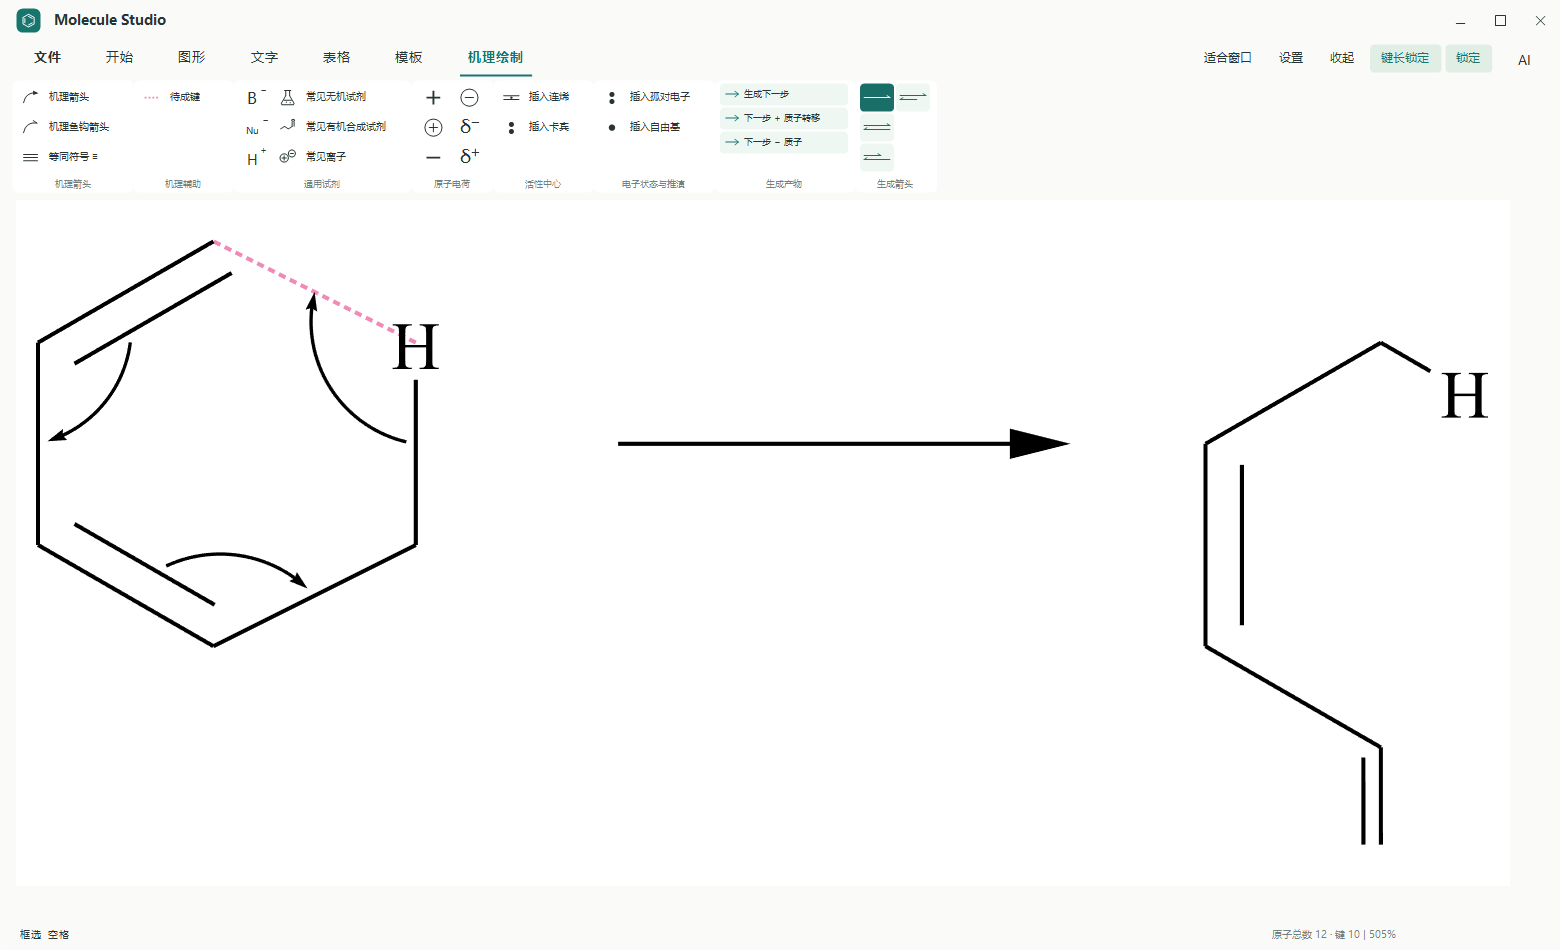 Molecule Studio
文件 开始 图形 文字 表格 模板 机理绘制 适合窗口 设置 收起 键长锁定 锁定 AI
机理箭头 待成键 B⁻ 常见无机试剂 + ⊖ 插入连烯 插入孤对电子 生成下一步
机理鱼钩箭头 Nu⁻ 常见有机合成试剂 ⊕ δ⁻ 插入卡宾 插入自由基 下一步 + 质子转移
等同符号 ≡ H⁺ 常见离子 − δ⁺ 下一步 − 质子
机理箭头 机理辅助 通用试剂 原子电荷 活性中心 电子状态与推演 生成产物 生成箭头
H
H
框选 空格 原子总数 12 · 键 10 | 505%